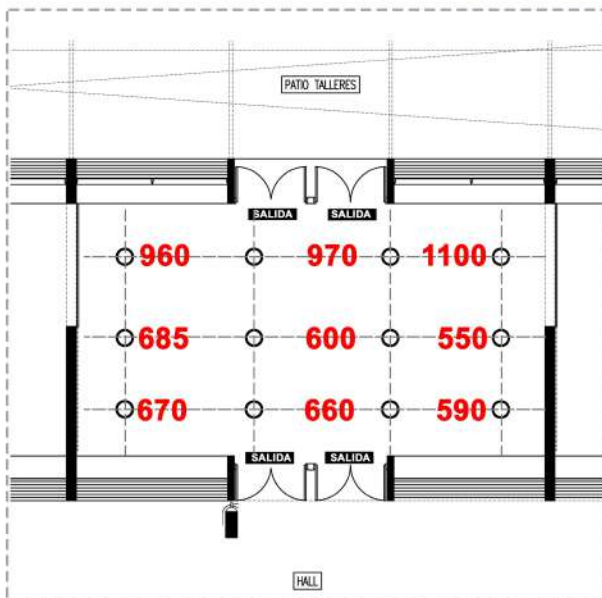 PATIO TALLERES
SALIDA SALIDA
960 970 1100
685 600 550
670 660 590
SALIDA SALIDA
HALL